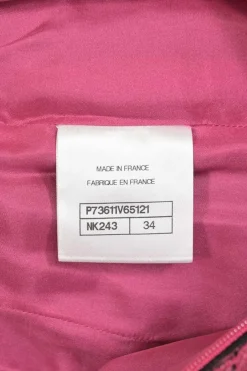 MADE IN FRANCE
FABRIQUE EN FRANCE
P73611V65121
NK243 34